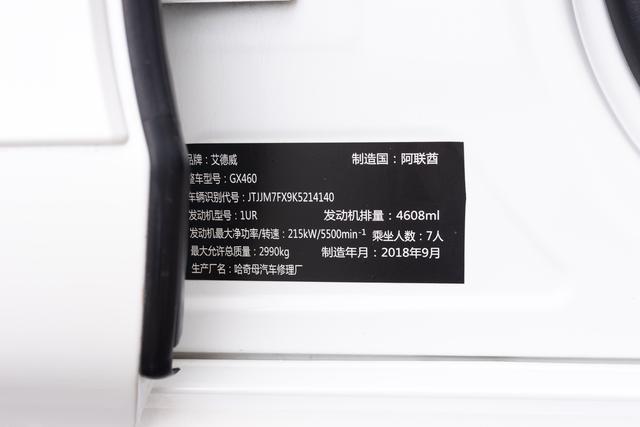 品牌：艾德威 制造国：阿联酋
整车型号：GX460
车辆识别代号：JTJJM7FX9K5214140
发动机型号：1UR 发动机排量：4608ml
发动机最大净功率/转速：215kW/5500min⁻¹ 乘坐人数：7人
最大允许总质量：2990kg 制造年月：2018年9月
生产厂名：哈奇母汽车修理厂